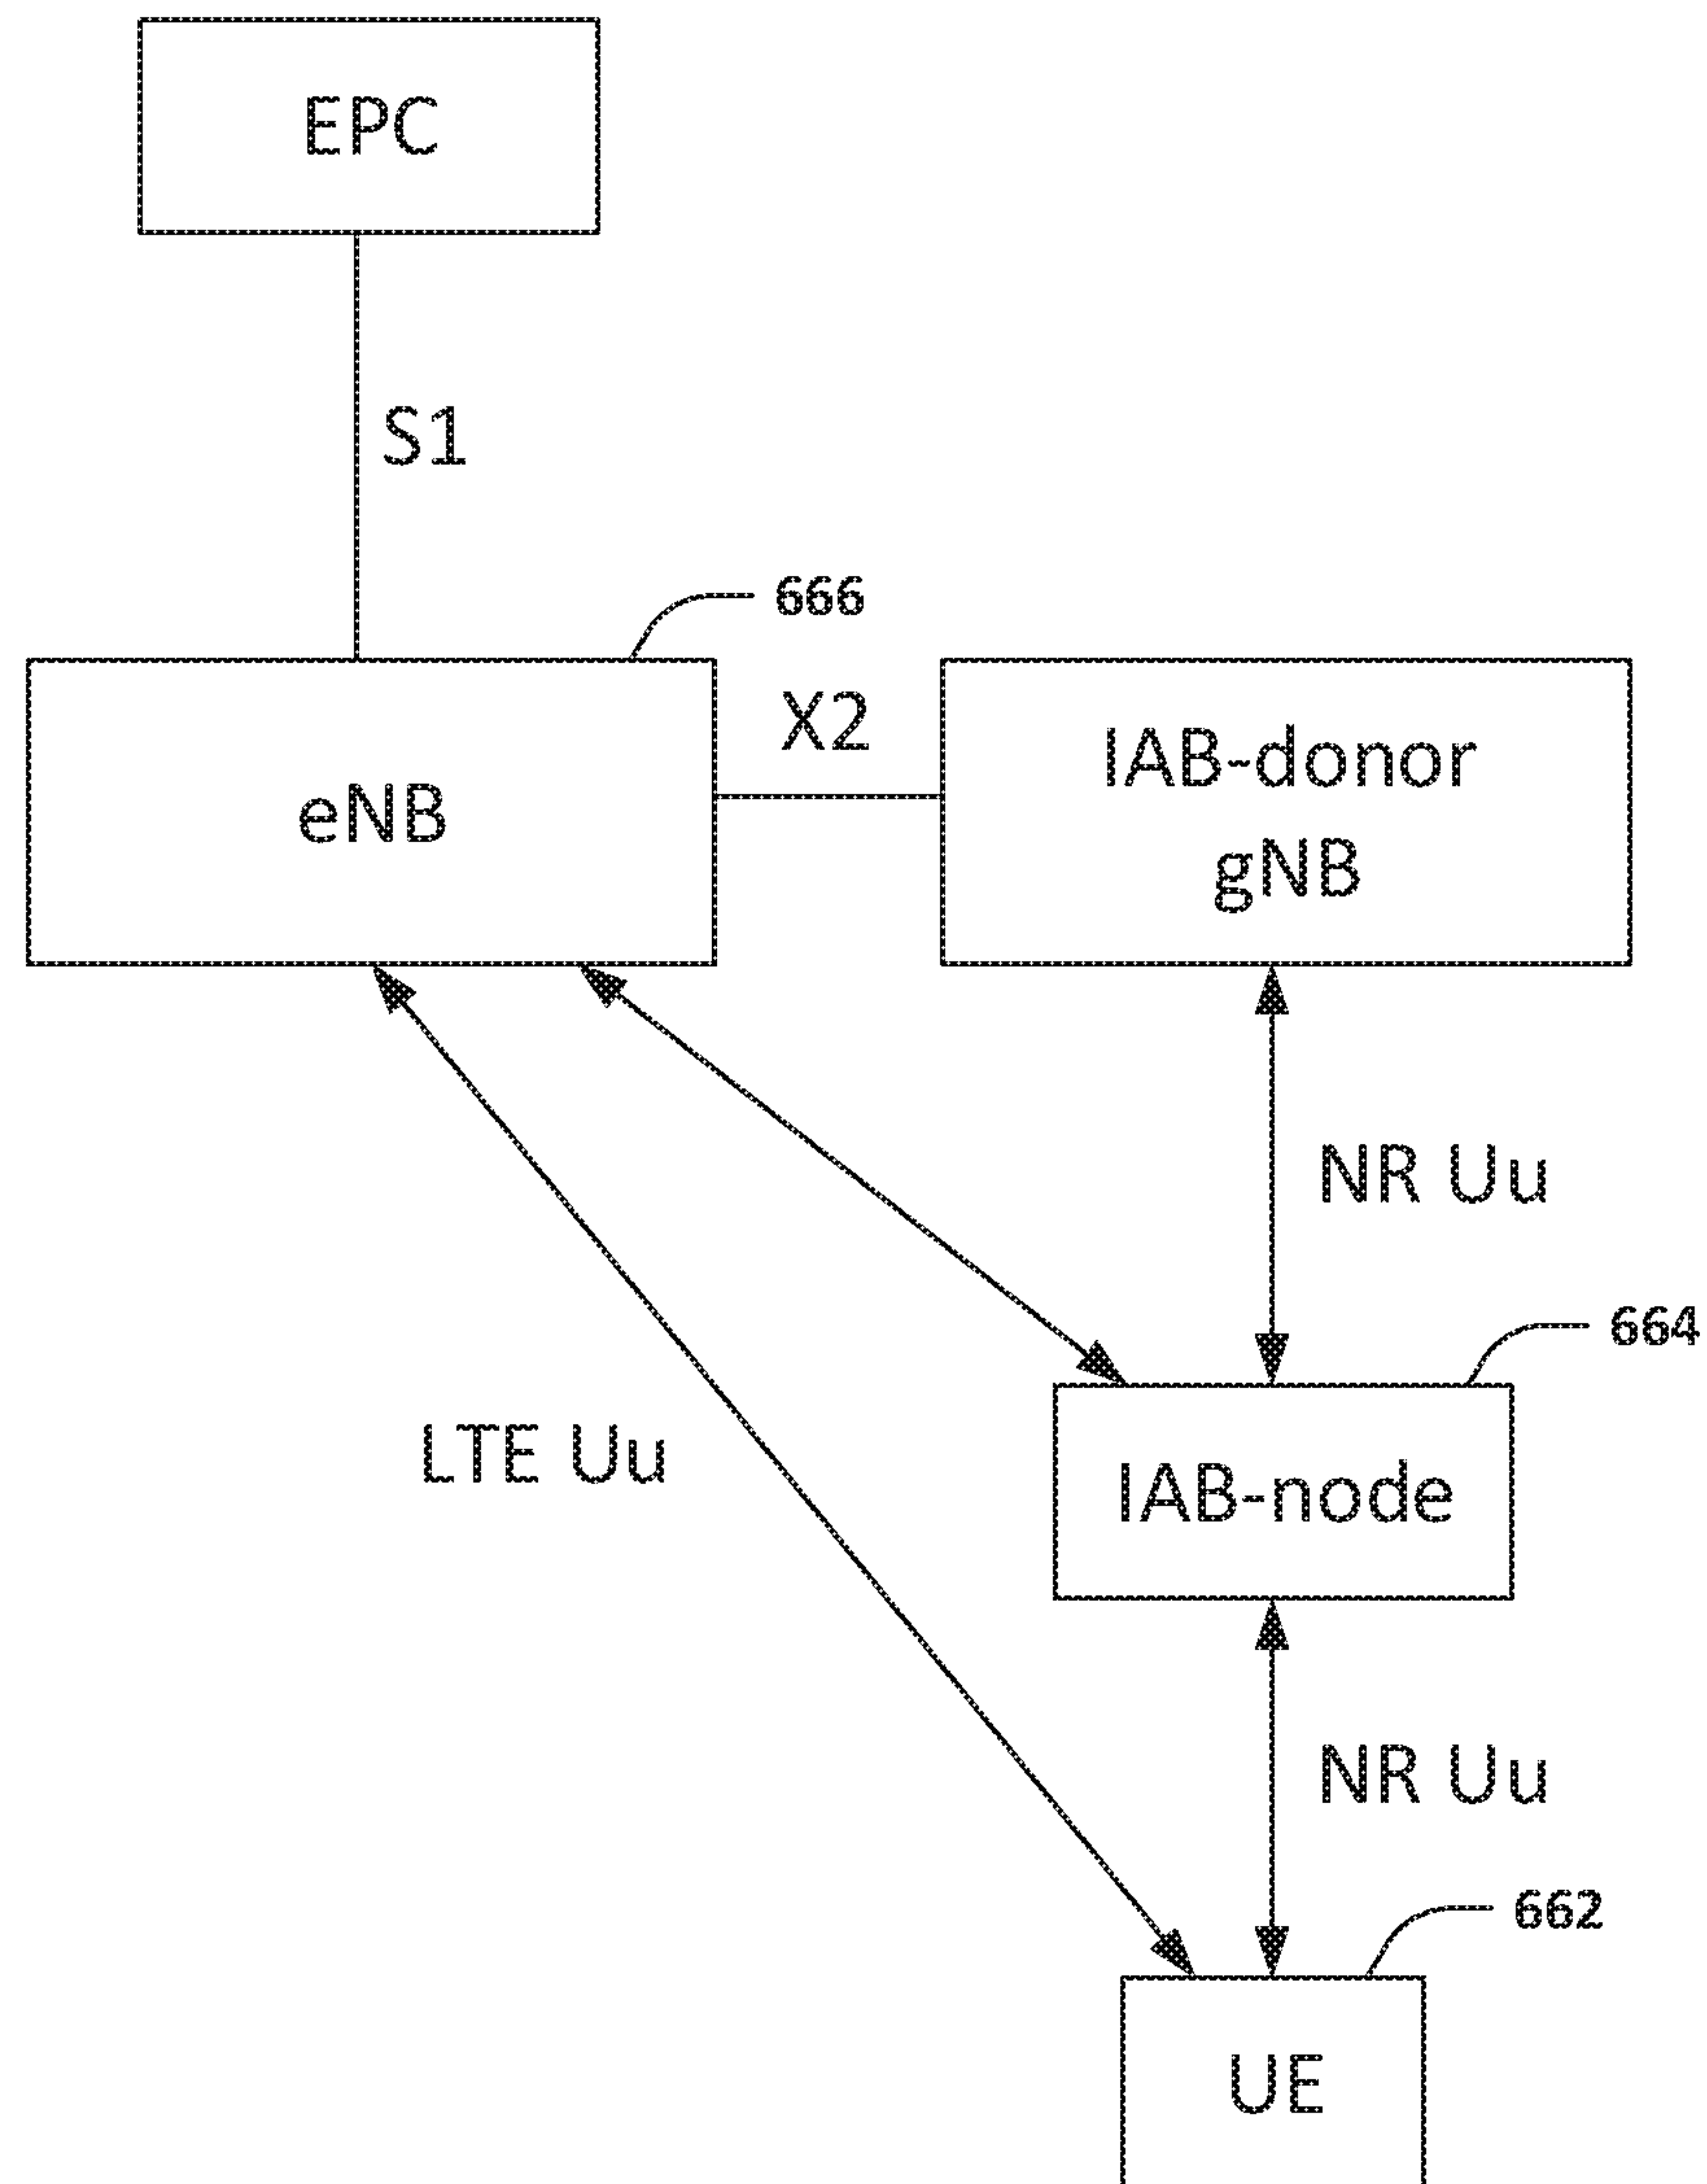 EPC
S1
666
X2
eNB
IAB-donor
gNB
NR Uu
664
LTE Uu
IAB-node
NR Uu
662
UE